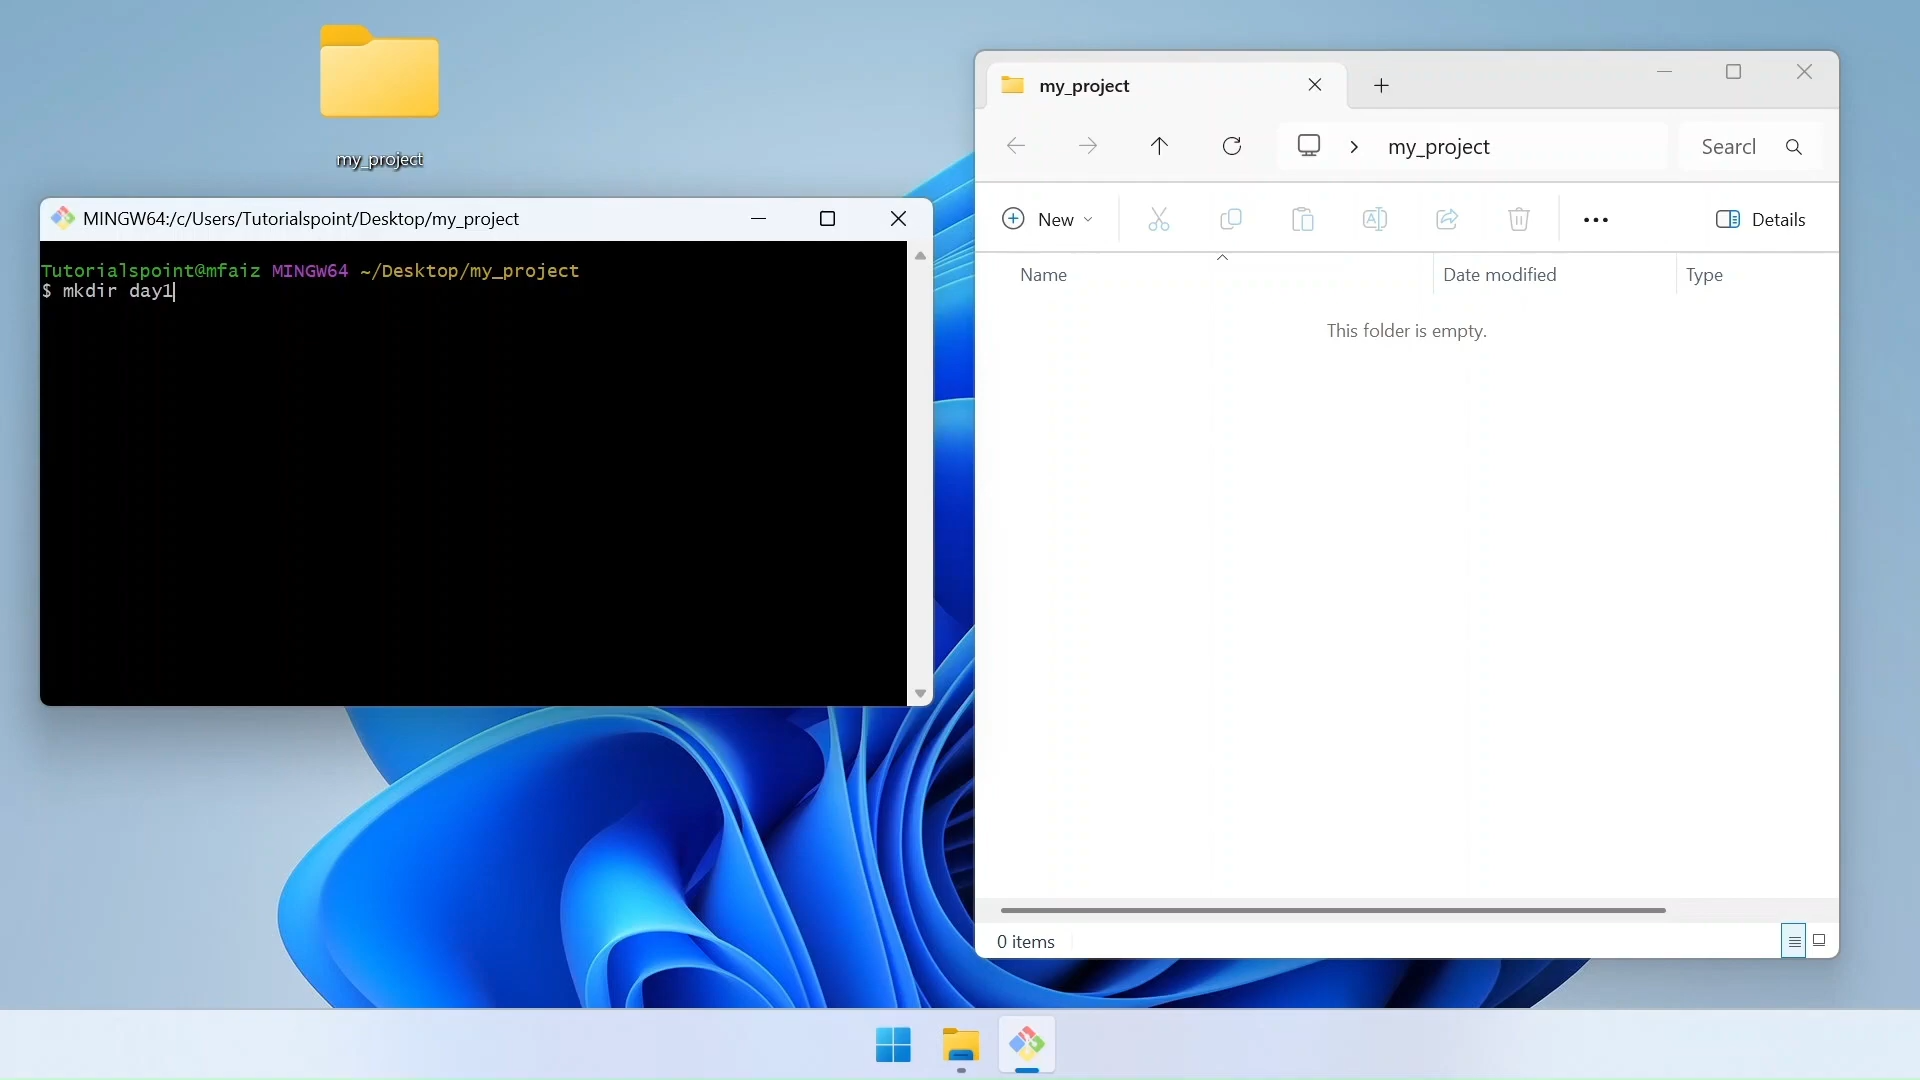 my_project
MINGW64:/c/Users/Tutorialspoint/Desktop/my_project
Tutorialspoint@mfaiz MINGW64 ~/Desktop/my_project
$ mkdir day1
my_project
my_project
Searcl
New
Details
Name
Date modified
Type
This folder is empty.
0 items